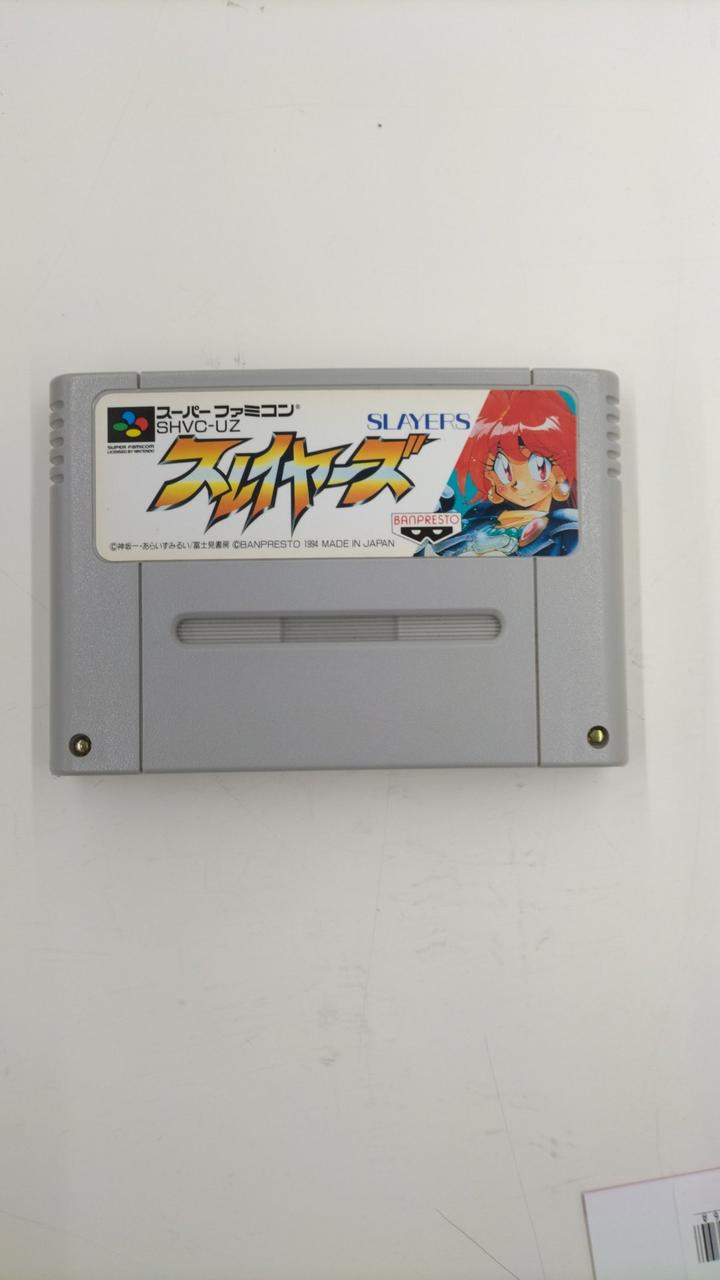 スーパーファミコン®
SHVC-UZ
SUPER FAMICOM
LICENSED BY NINTENDO
SLAYERS
スレイヤーズ
BANPRESTO
©神坂一・あらいずみるい/富士見書房 ©BANPRESTO 1994 MADE IN JAPAN